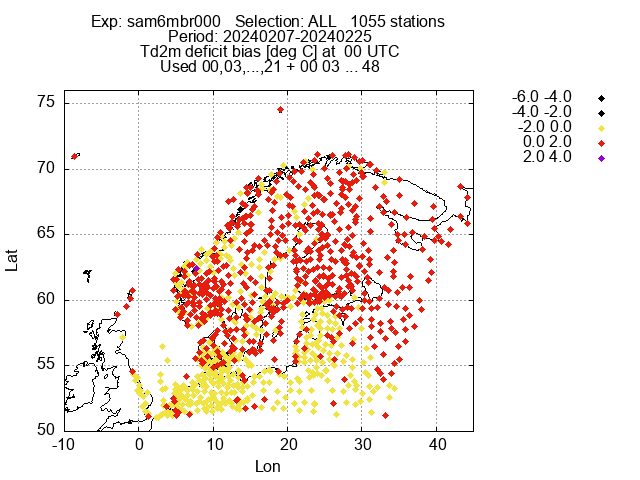 Exp: sam6mbr000   Selection: ALL   1055 stations
Period: 20240207-20240225
Td2m deficit bias [deg C] at  00 UTC
Used 00,03,...,21 + 00 03 ... 48
-6.0 -4.0
-4.0 -2.0
-2.0 0.0
0.0 2.0
2.0 4.0
75
70
65
60
55
50
Lat
-10 0 10 20 30 40
Lon